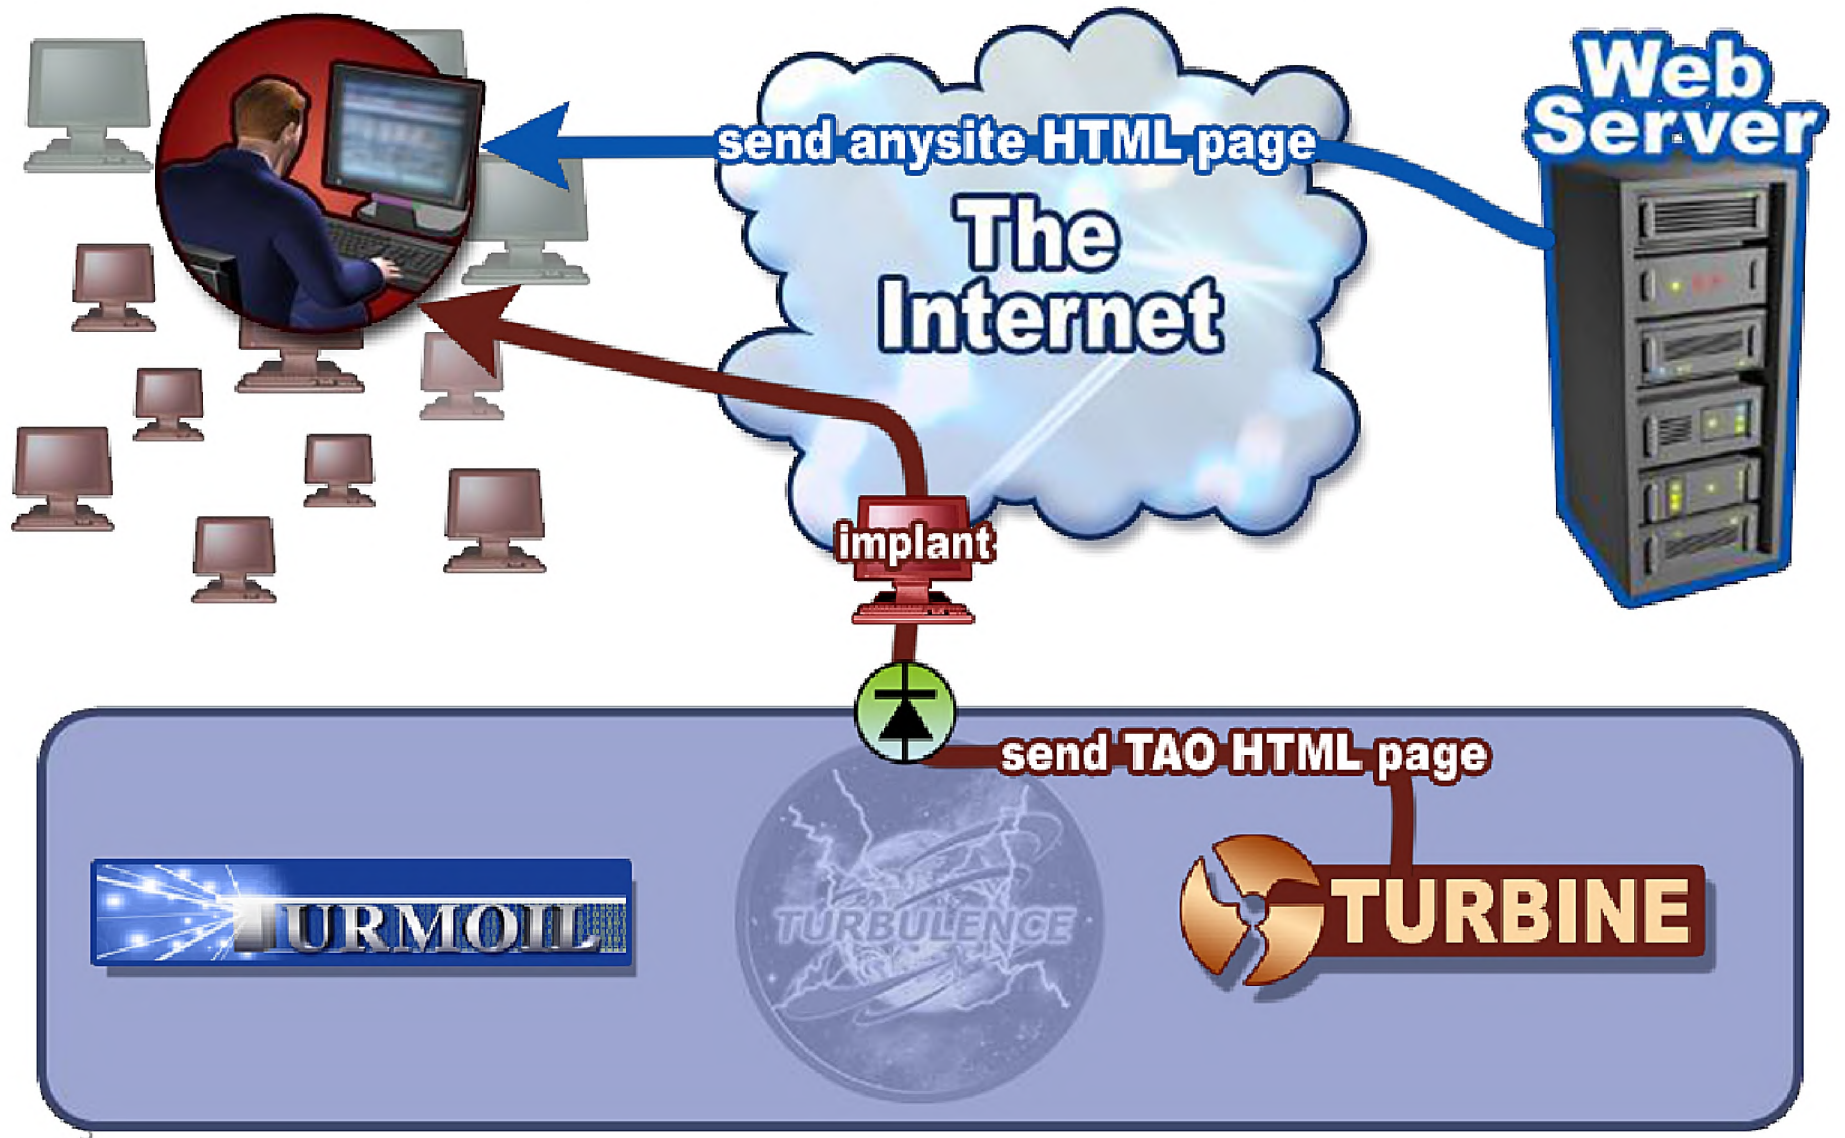 Web
Server
send anysite HTML page
The
Internet
implant
send TAO HTML page
TURMOIL
TURBULENCE
TURBINE